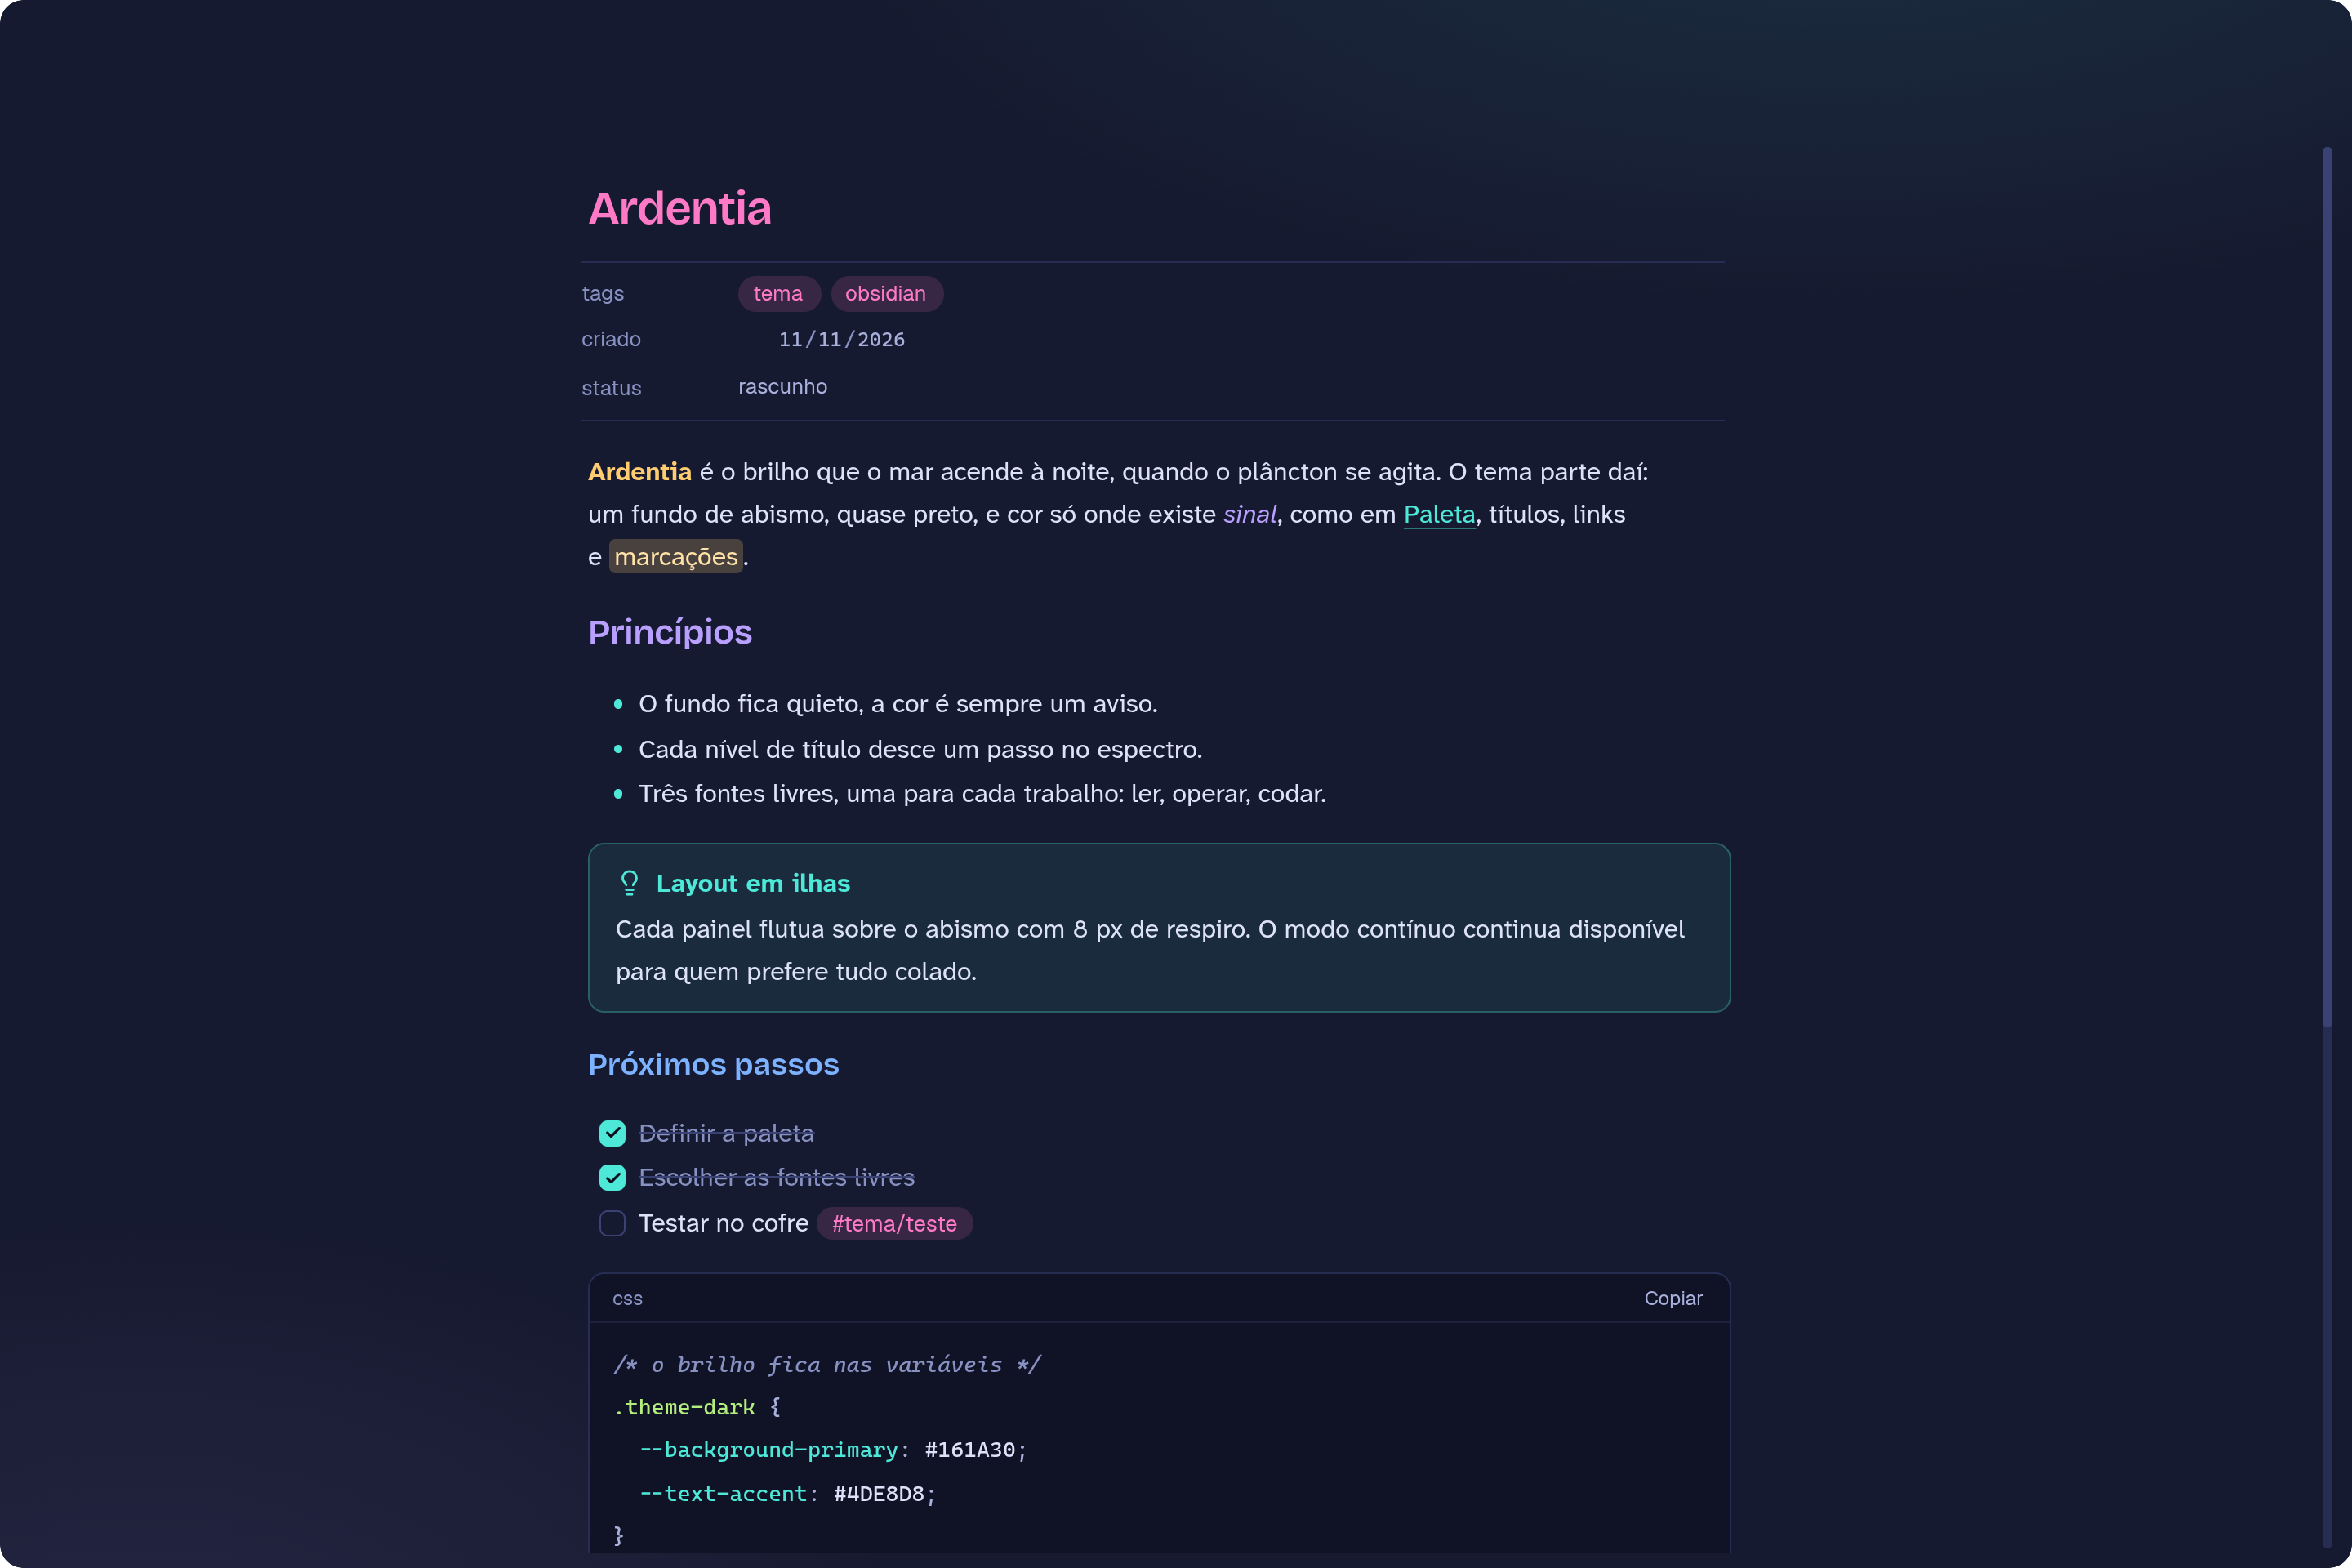 Ardentia
tags tema obsidian
criado 11/11/2026
status rascunho
Ardentia é o brilho que o mar acende à noite, quando o plâncton se agita. O tema parte daí:
um fundo de abismo, quase preto, e cor só onde existe sinal, como em Paleta, títulos, links
e marcações.
Princípios
O fundo fica quieto, a cor é sempre um aviso.
Cada nível de título desce um passo no espectro.
Três fontes livres, uma para cada trabalho: ler, operar, codar.
Layout em ilhas
Cada painel flutua sobre o abismo com 8 px de respiro. O modo contínuo continua disponível
para quem prefere tudo colado.
Próximos passos
Definir a paleta
Escolher as fontes livres
Testar no cofre #tema/teste
css Copiar
/* o brilho fica nas variáveis */
.theme-dark {
--background-primary: #161A30;
--text-accent: #4DE8D8;
}